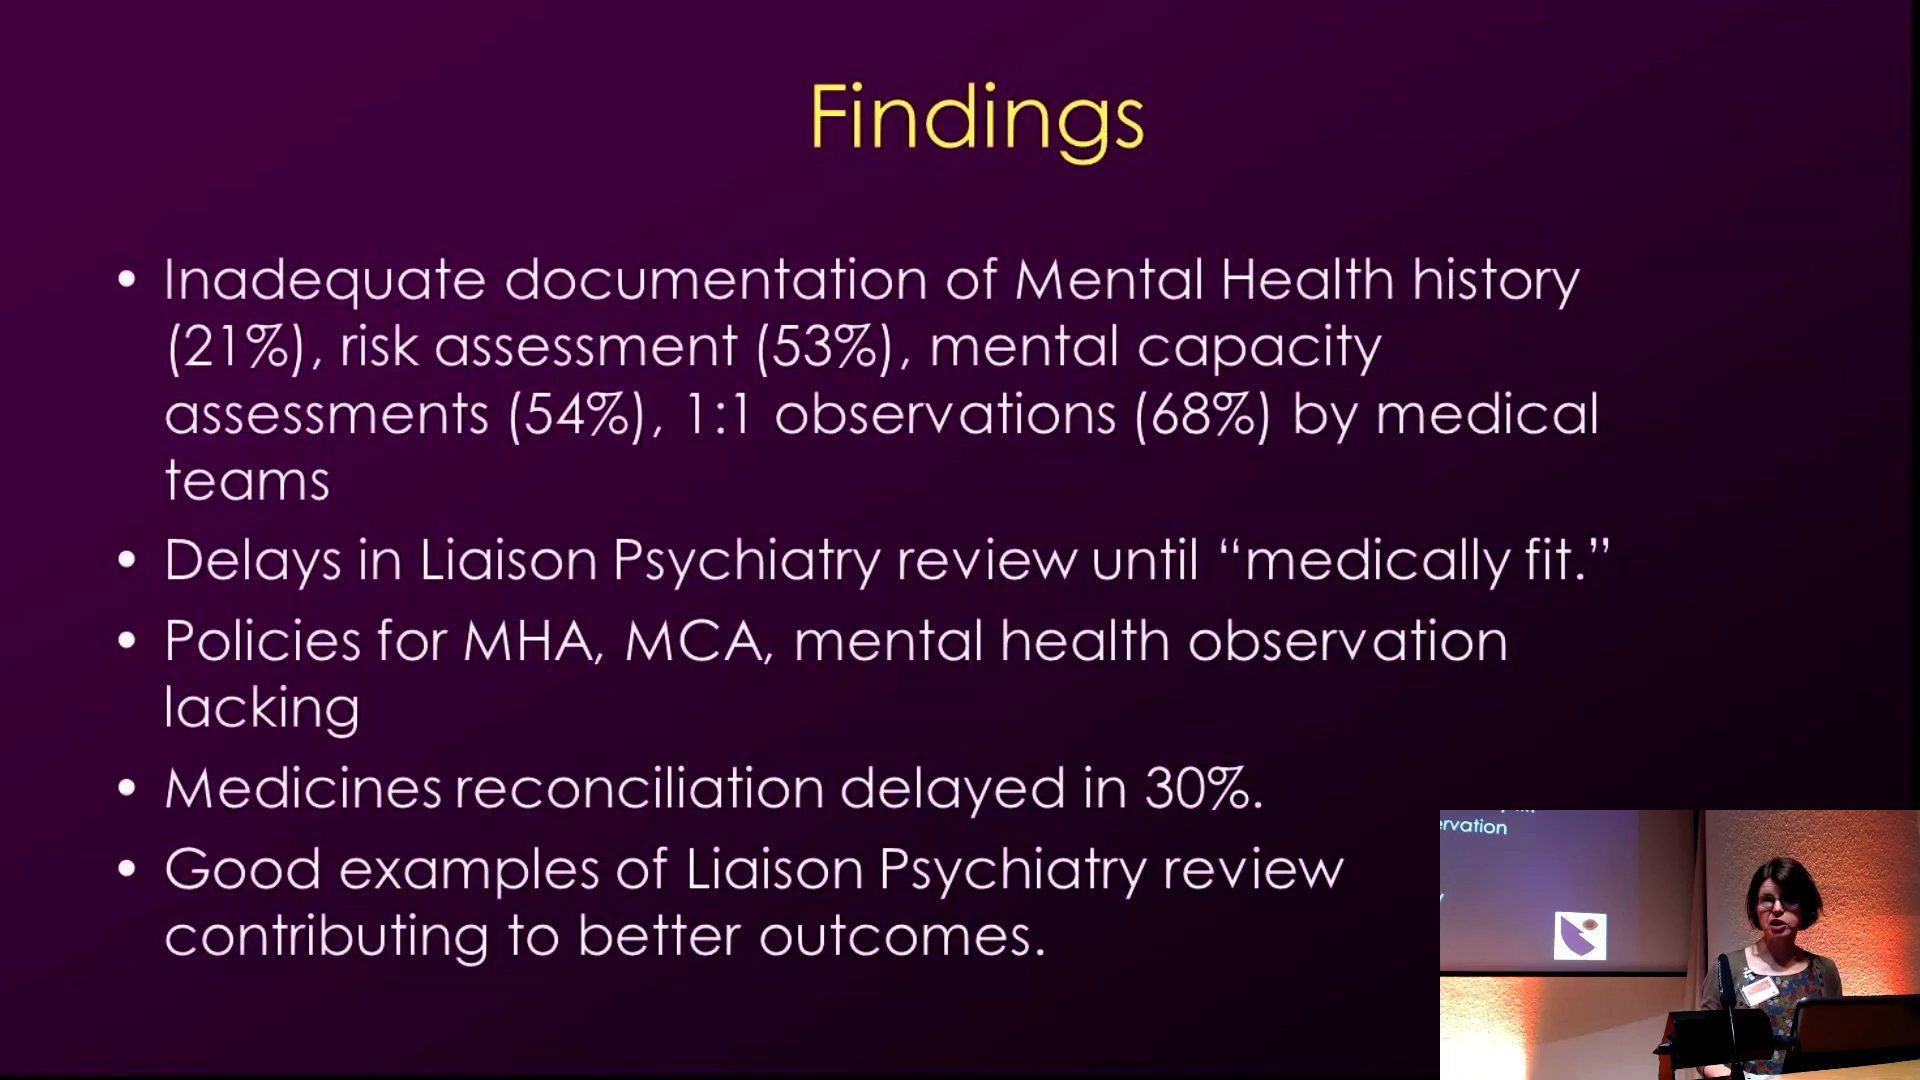 Findings
• Inadequate documentation of Mental Health history
(21%), risk assessment (53%), mental capacity
assessments (54%), 1:1 observations (68%) by medical
teams
• Delays in Liaison Psychiatry review until “medically fit.”
• Policies for MHA, MCA, mental health observation
lacking
• Medicines reconciliation delayed in 30%.
• Good examples of Liaison Psychiatry review
contributing to better outcomes.
ervation